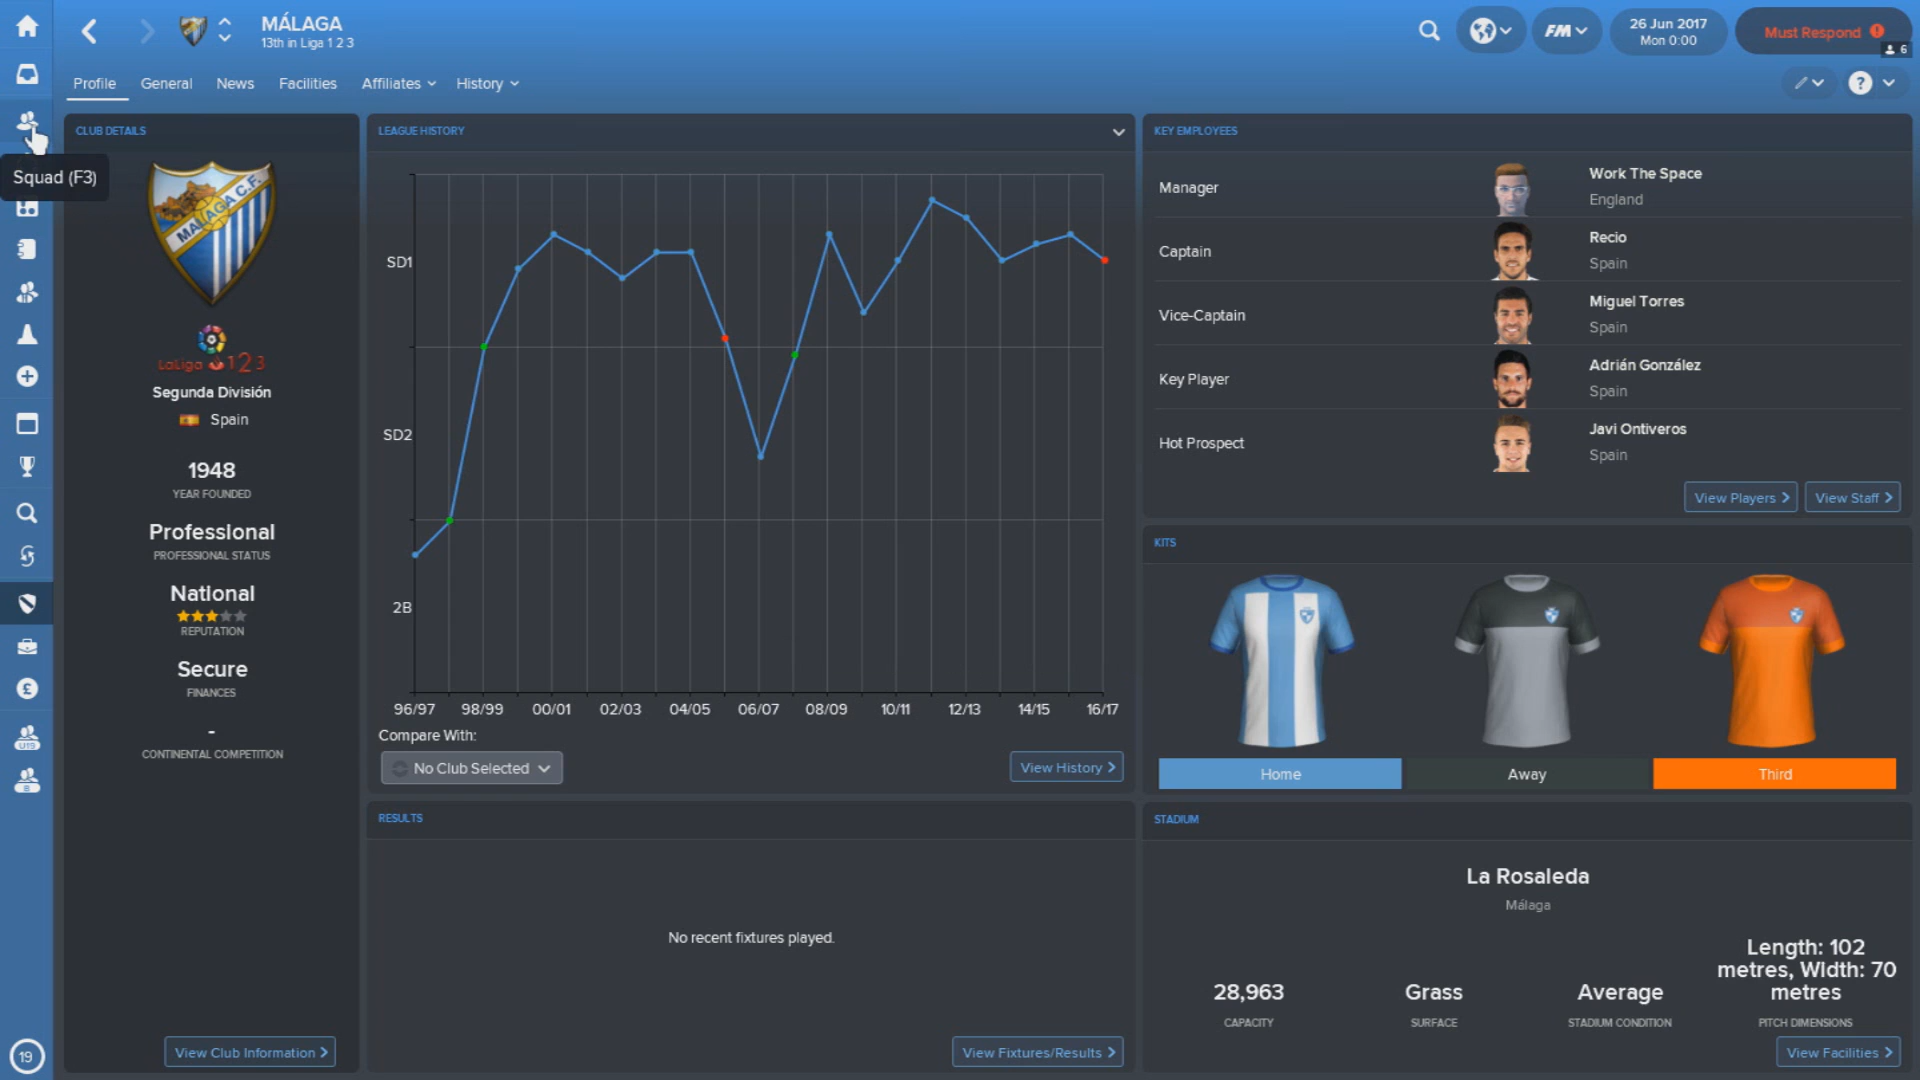 MÁLAGA
13th in Liga 1 2 3
FM
26 Jun 2017
Mon 0:00
Must Respond
6
Profile
General
News
Facilities
Affiliates
History
?
Squad (F3)
CLUB DETAILS
MALAGA C.F.
LaLiga 1 2 3
Segunda División
Spain
1948
YEAR FOUNDED
Professional
PROFESSIONAL STATUS
National
REPUTATION
Secure
FINANCES
-
CONTINENTAL COMPETITION
View Club Information
LEAGUE HISTORY
SD1
SD2
2B
96/97 98/99 00/01 02/03 04/05 06/07 08/09 10/11 12/13 14/15 16/17
Compare With:
No Club Selected
View History
RESULTS
No recent fixtures played.
View Fixtures/Results
KEY EMPLOYEES
Manager
Work The Space
England
Captain
Recio
Spain
Vice-Captain
Miguel Torres
Spain
Key Player
Adrián González
Spain
Hot Prospect
Javi Ontiveros
Spain
View Players
View Staff
KITS
Home
Away
Third
STADIUM
La Rosaleda
Málaga
28,963
CAPACITY
Grass
SURFACE
Average
STADIUM CONDITION
Length: 102
metres, Width: 70
metres
PITCH DIMENSIONS
View Facilities
£
U19
B
19